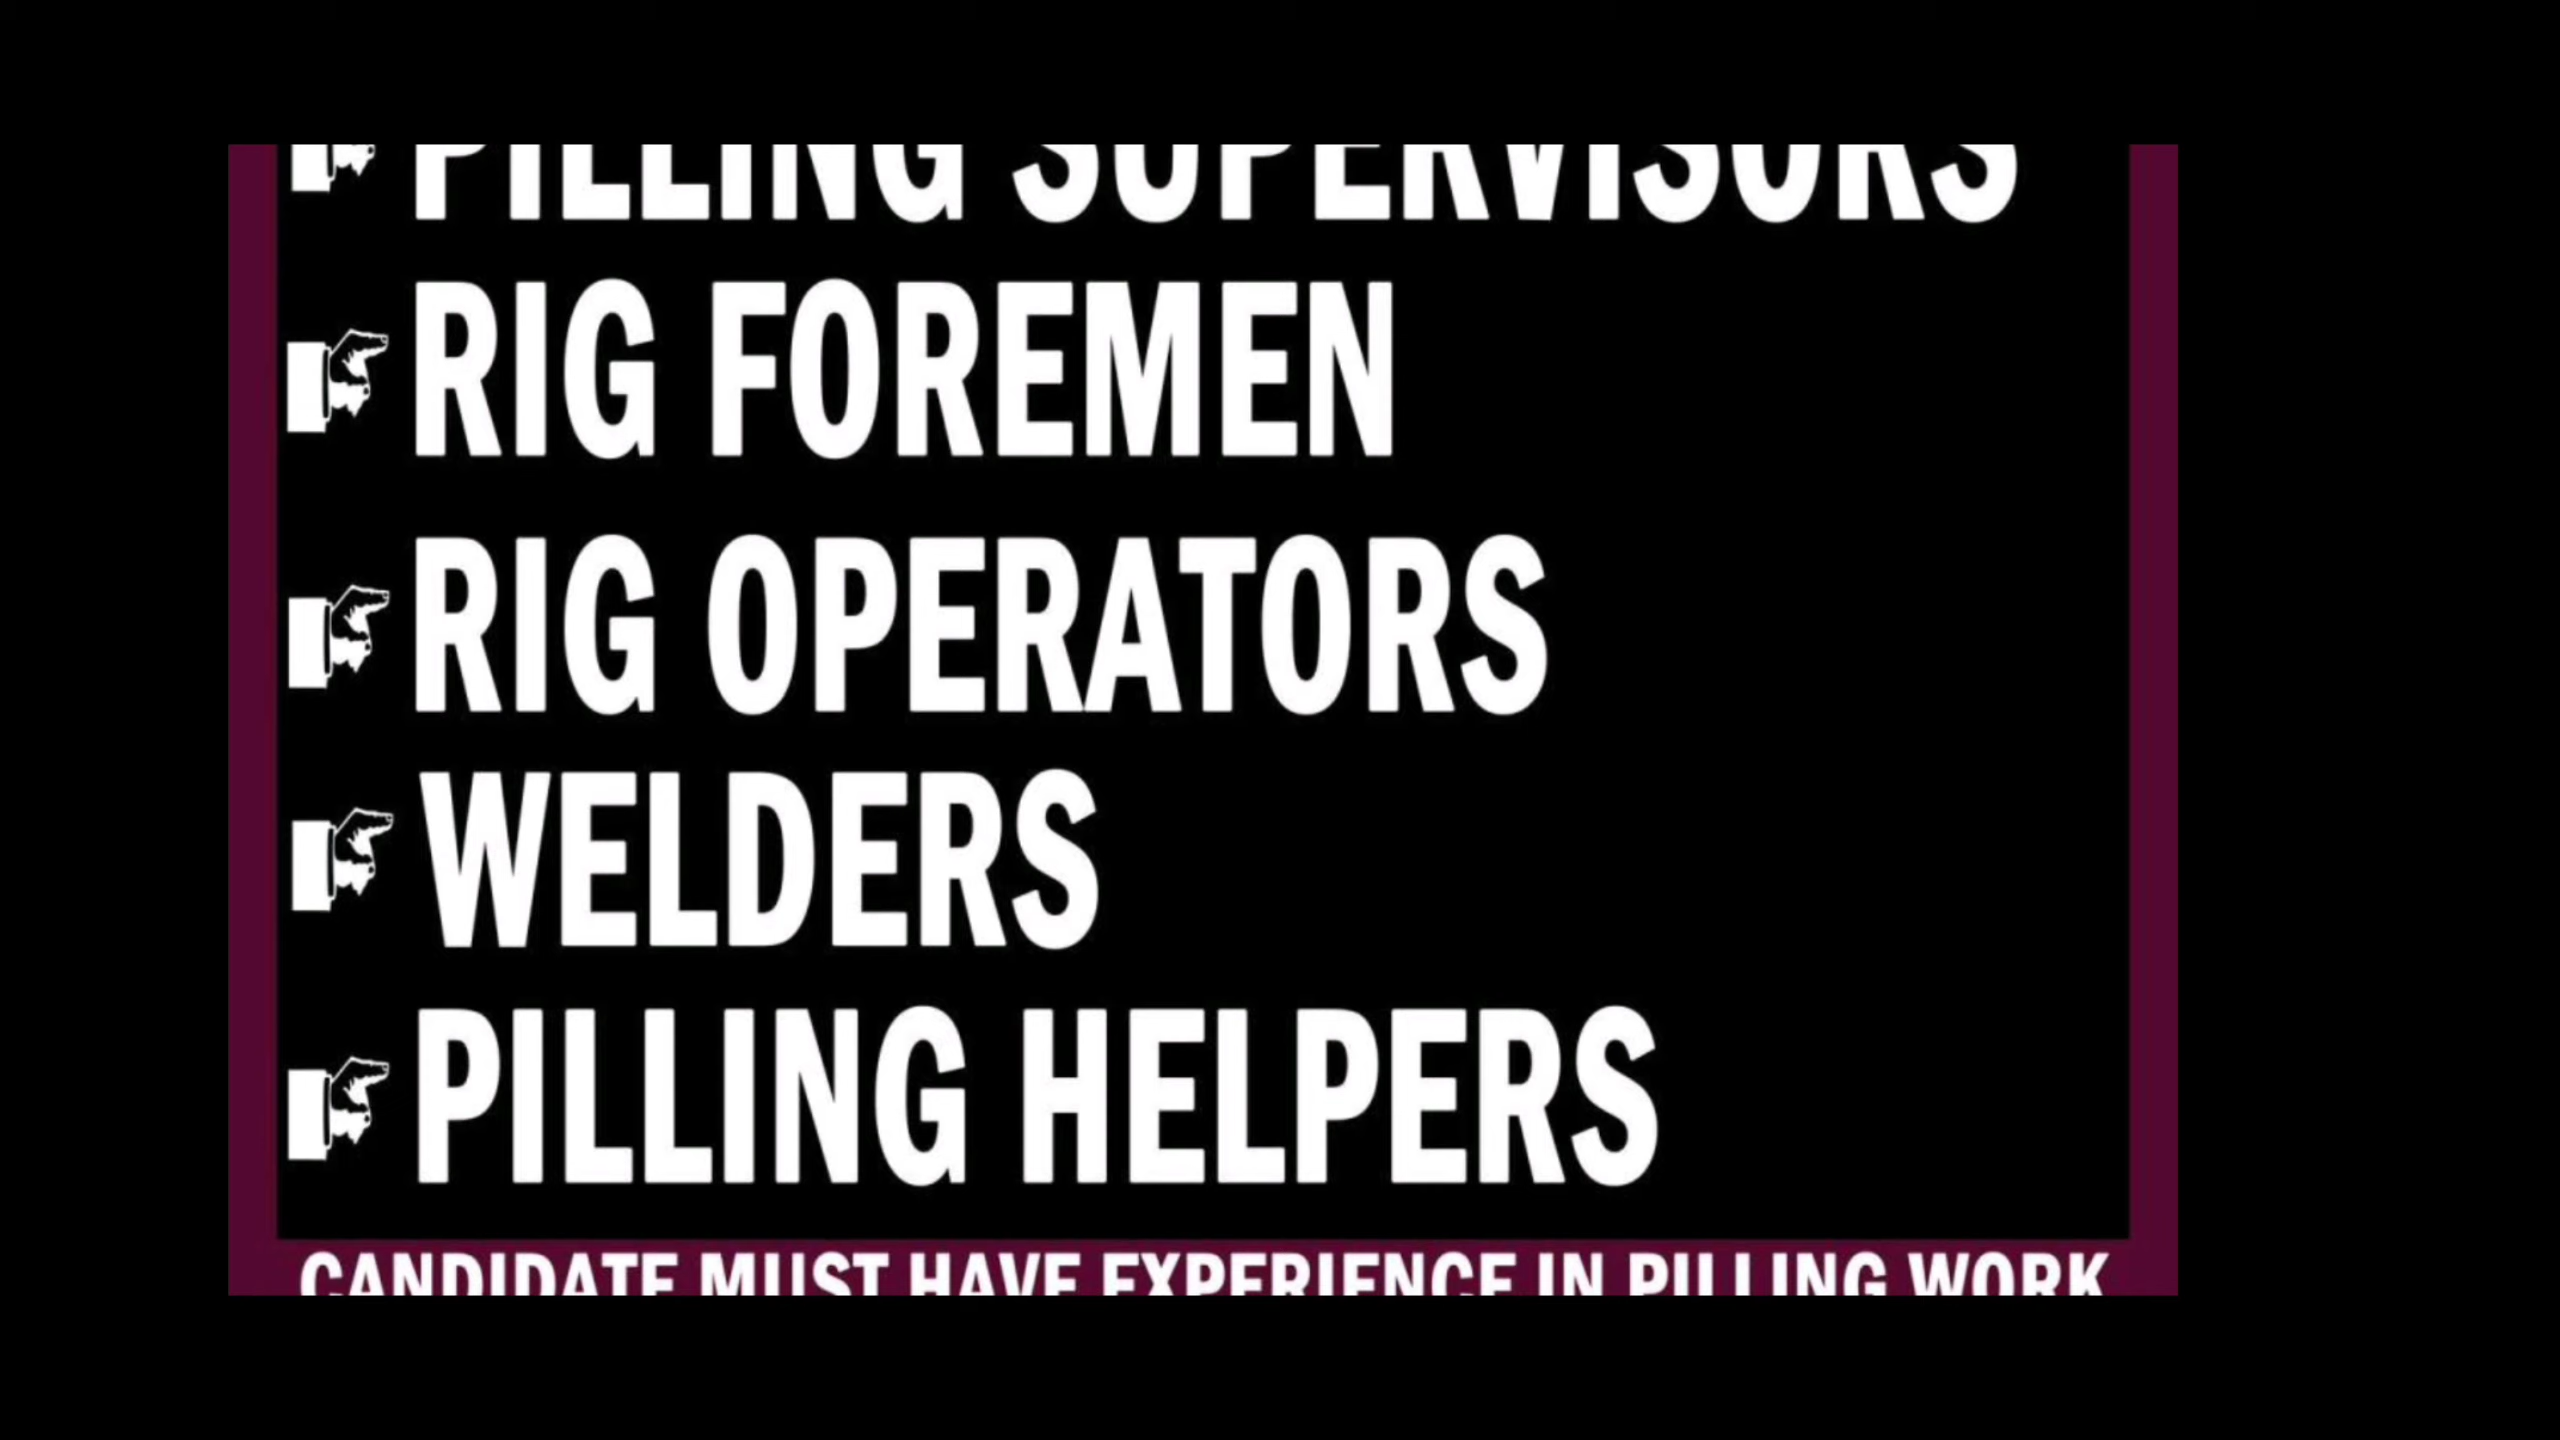 PILLING SUPERVISORS
RIG FOREMEN
RIG OPERATORS
WELDERS
PILLING HELPERS
CANDIDATE MUST HAVE EXPERIENCE IN PILLING WORK